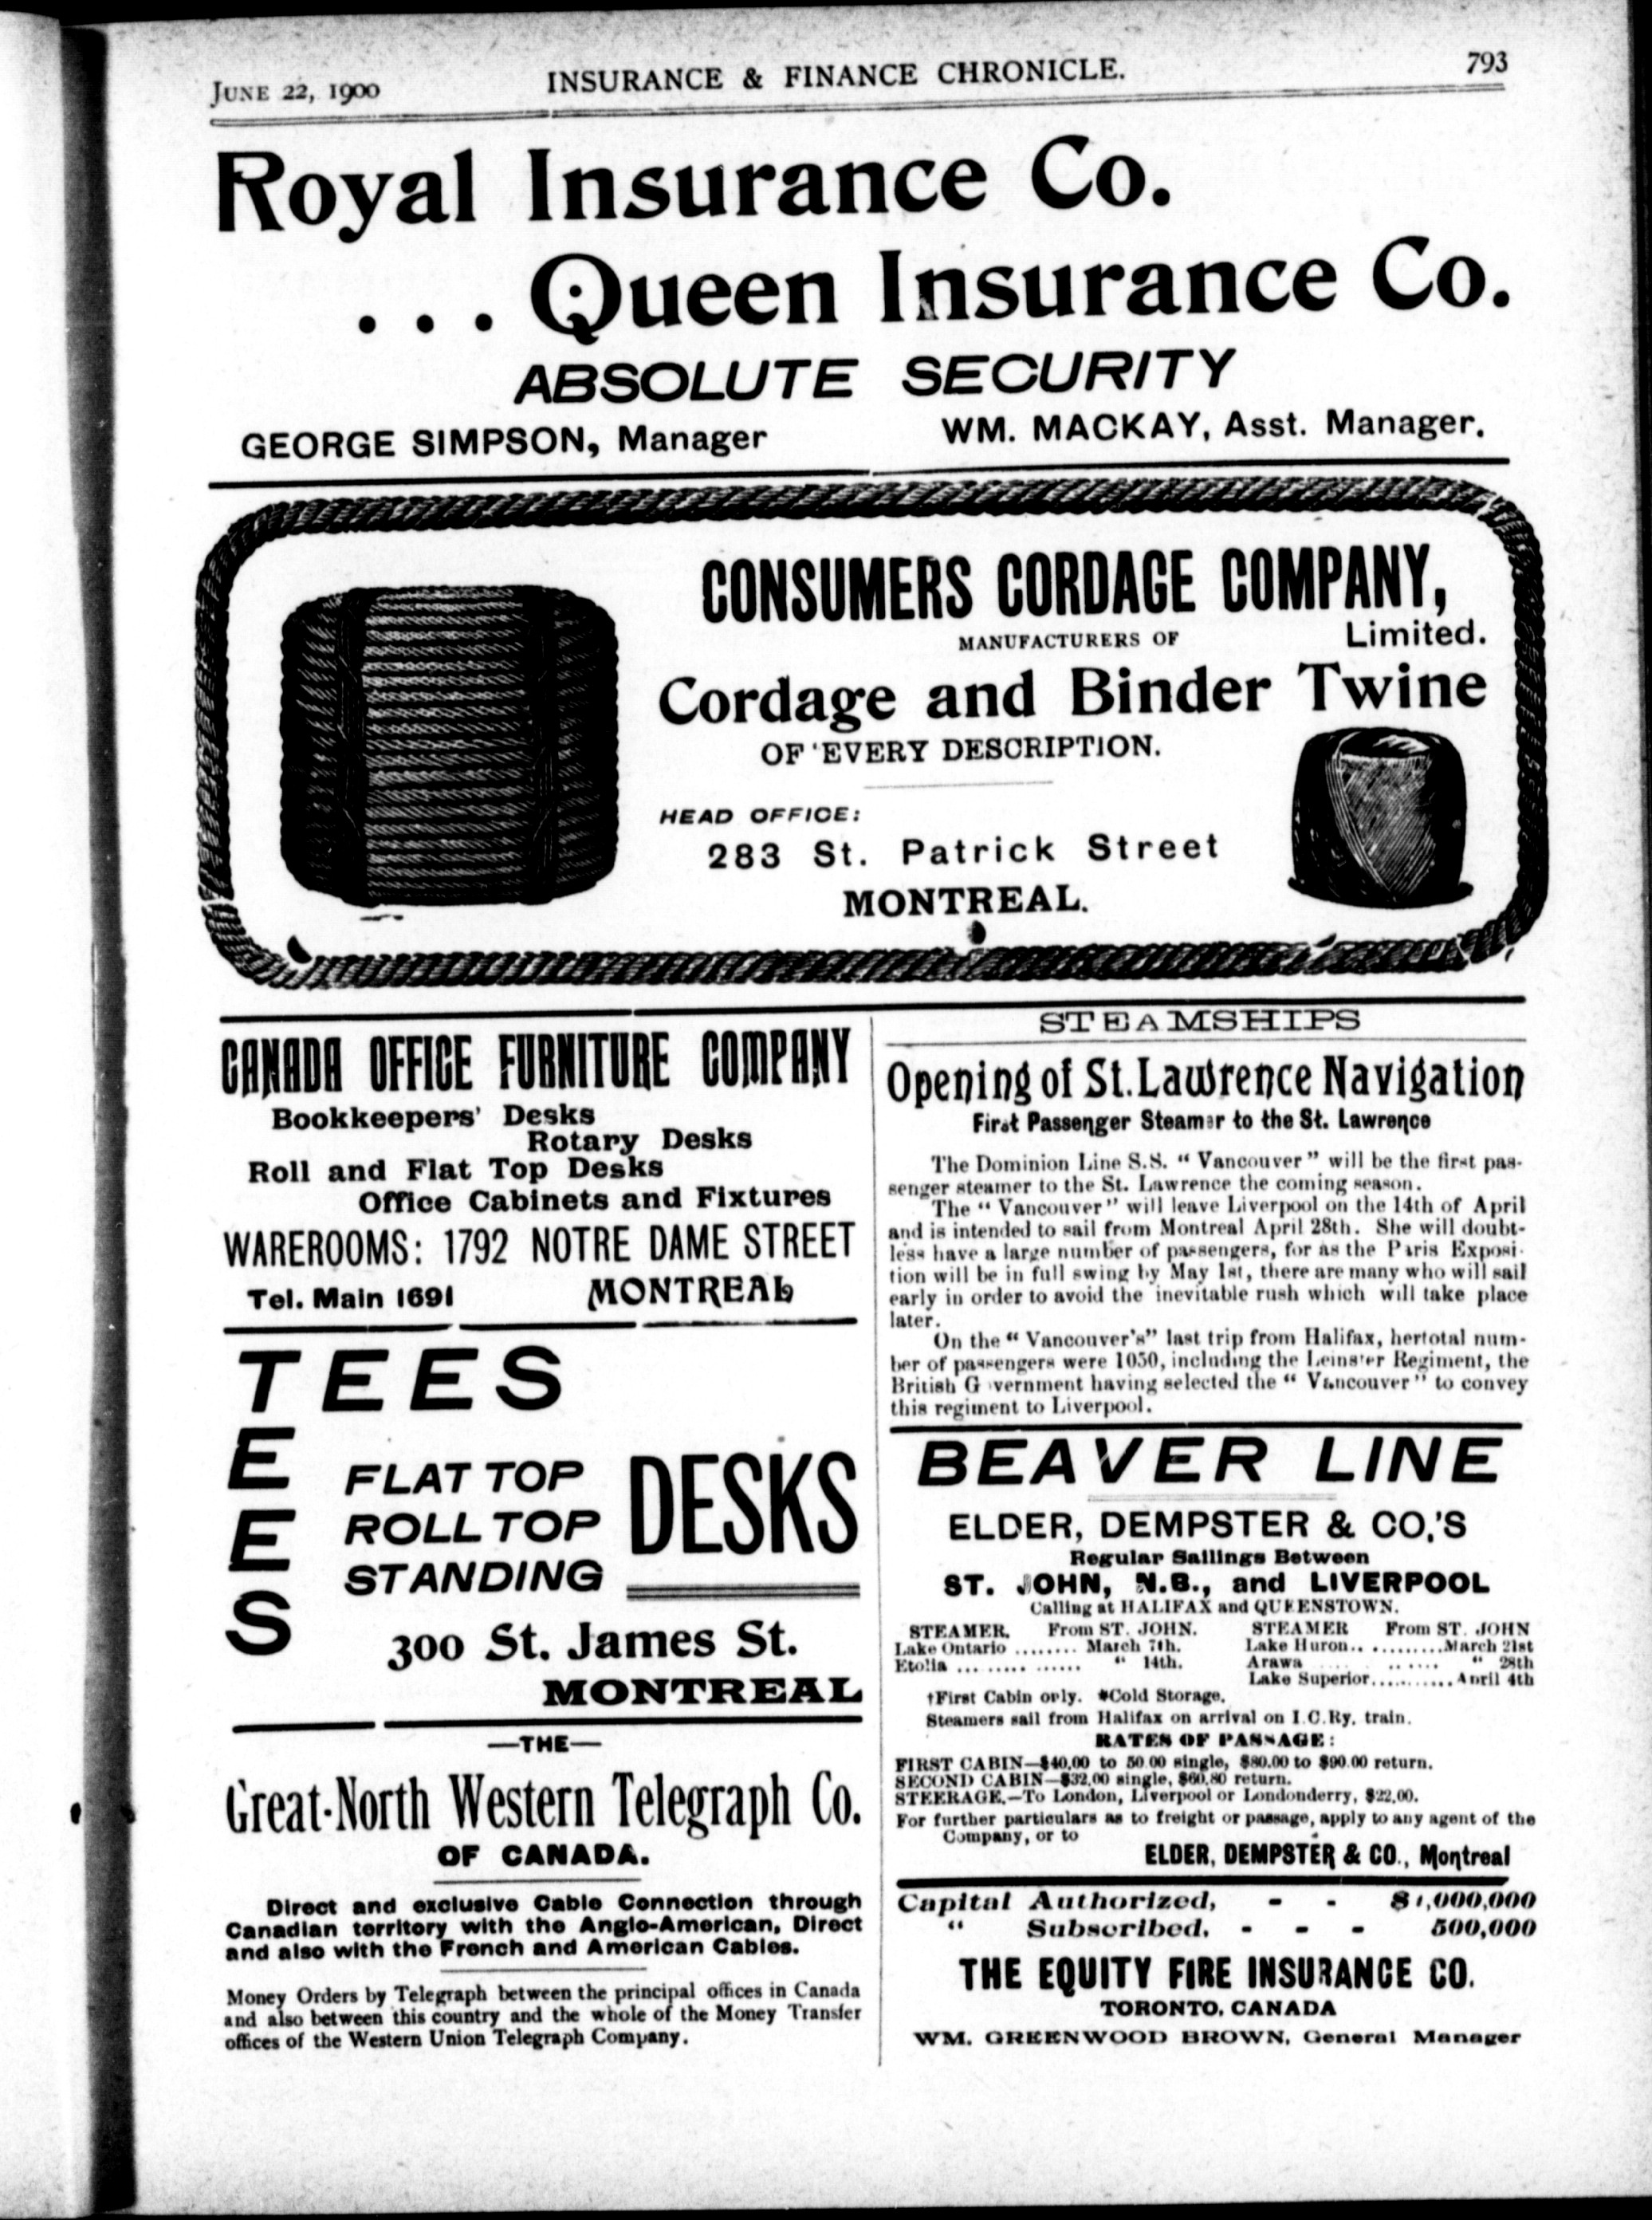 JUNE 22, 1900 INSURANCE & FINANCE CHRONICLE. 793
Royal Insurance Co.
. . . Queen Insurance Co.
ABSOLUTE SECURITY
GEORGE SIMPSON, Manager WM. MACKAY, Asst. Manager.
CONSUMERS CORDAGE COMPANY,
MANUFACTURERS OF Limited.
Cordage and Binder Twine
OF EVERY DESCRIPTION.
HEAD OFFICE:
283 St. Patrick Street
MONTREAL.
CANADA OFFICE FURNITURE COMPANY
Bookkeepers' Desks
Rotary Desks
Roll and Flat Top Desks
Office Cabinets and Fixtures
WAREROOMS: 1792 NOTRE DAME STREET
Tel. Main 1691 MONTREAL
TEES
E
E
S
FLAT TOP
ROLL TOP
STANDING
DESKS
300 St. James St.
MONTREAL
—THE—
Great-North Western Telegraph Co.
OF CANADA.
Direct and exclusive Cable Connection through
Canadian territory with the Anglo-American, Direct
and also with the French and American Cables.
Money Orders by Telegraph between the principal offices in Canada
and also between this country and the whole of the Money Transfer
offices of the Western Union Telegraph Company.
STEAMSHIPS
Opening of St. Lawrence Navigation
First Passenger Steamer to the St. Lawrence
The Dominion Line S.S. "Vancouver" will be the first pas-
senger steamer to the St. Lawrence the coming season.
The "Vancouver" will leave Liverpool on the 14th of April
and is intended to sail from Montreal April 28th. She will doubt-
less have a large number of passengers, for as the Paris Exposi-
tion will be in full swing by May 1st, there are many who will sail
early in order to avoid the inevitable rush which will take place
later.
On the "Vancouver's" last trip from Halifax, hertotal num-
ber of passengers were 1050, including the Leinster Regiment, the
British G vernment having selected the "Vancouver" to convey
this regiment to Liverpool.
BEAVER LINE
ELDER, DEMPSTER & CO.'S
Regular Sailings Between
ST. JOHN, N.B., and LIVERPOOL
Calling at HALIFAX and QUEENSTOWN.
STEAMER. From ST. JOHN. STEAMER From ST. JOHN
Lake Ontario ........ March 7th. Lake Huron.. .........March 21st
Etolia ... ...... ...... " 14th. Arawa .. ..... " 28th
Lake Superior...........April 4th
†First Cabin only. *Cold Storage.
Steamers sail from Halifax on arrival on I.C.Ry. train.
RATES OF PASSAGE:
FIRST CABIN—$40.00 to 50 00 single, $80.00 to $90.00 return.
SECOND CABIN—$32.00 single, $60.80 return.
STEERAGE.—To London, Liverpool or Londonderry, $22.00.
For further particulars as to freight or passage, apply to any agent of the
Company, or to
ELDER, DEMPSTER & CO., Montreal
Capital Authorized, - - $1,000,000
" Subscribed, - - - 500,000
THE EQUITY FIRE INSURANCE CO.
TORONTO, CANADA
WM. GREENWOOD BROWN, General Manager